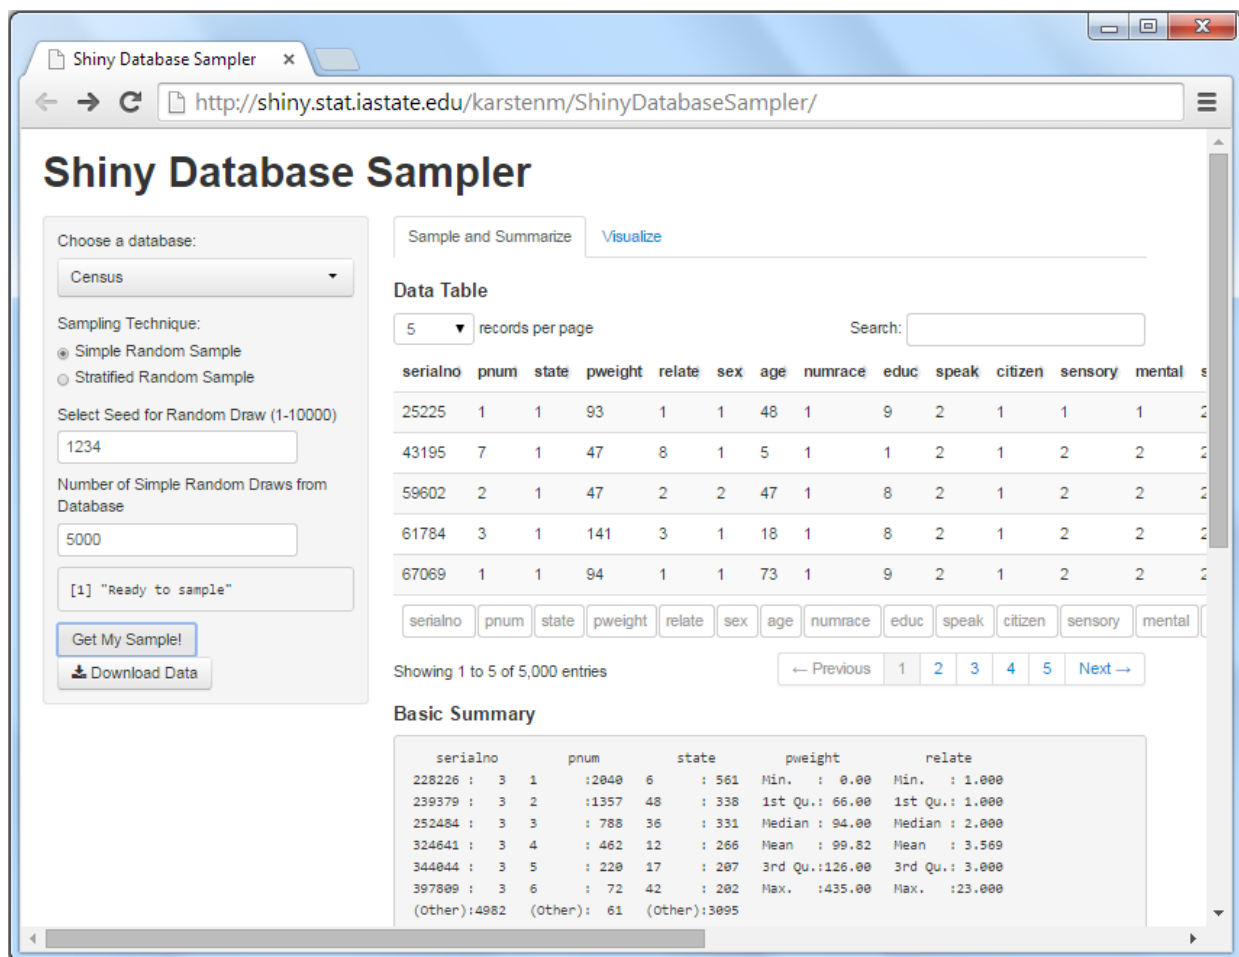 Shiny Database Sampler
http://shiny.stat.iastate.edu/karstenm/ShinyDatabaseSampler/
Shiny Database Sampler
Choose a database:
Census
Sampling Technique:
Simple Random Sample
Stratified Random Sample
Select Seed for Random Draw (1-10000)
1234
Number of Simple Random Draws from
Database
5000
[1] "Ready to sample"
Get My Sample!
Download Data
Sample and Summarize Visualize
Data Table
5 records per page Search:
serialno pnum state pweight relate sex age numrace educ speak citizen sensory mental s
25225 1 1 93 1 1 48 1 9 2 1 1 1 2
43195 7 1 47 8 1 5 1 1 2 1 2 2 2
59602 2 1 47 2 2 47 1 8 2 1 2 2 2
61784 3 1 141 3 1 18 1 8 2 1 2 2 2
67069 1 1 94 1 1 73 1 9 2 1 2 2 2
serialno pnum state pweight relate sex age numrace educ speak citizen sensory mental
Showing 1 to 5 of 5,000 entries ← Previous 1 2 3 4 5 Next →
Basic Summary
serialno pnum state pweight relate
228226 : 3 1 :2040 6 : 561 Min. : 0.00 Min. : 1.000
239379 : 3 2 :1357 48 : 338 1st Qu.: 66.00 1st Qu.: 1.000
252484 : 3 3 : 788 36 : 331 Median : 94.00 Median : 2.000
324641 : 3 4 : 462 12 : 266 Mean : 99.82 Mean : 3.569
344044 : 3 5 : 220 17 : 207 3rd Qu.:126.00 3rd Qu.: 3.000
397809 : 3 6 : 72 42 : 202 Max. :435.00 Max. :23.000
(Other):4982 (Other): 61 (Other):3095